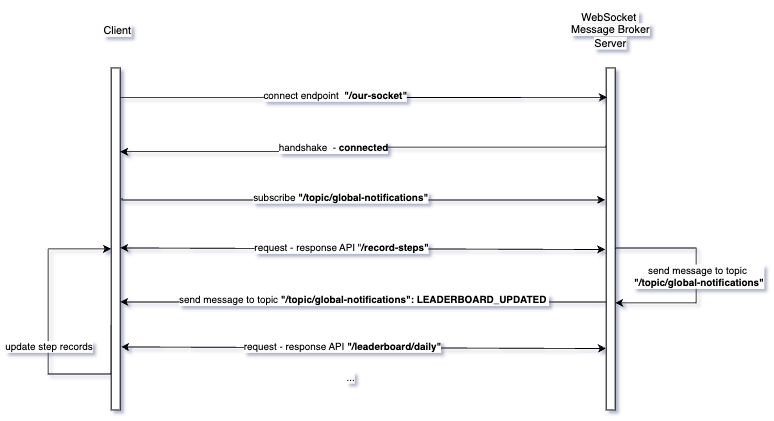 Client
WebSocket
Message Broker
Server
connect endpoint "/our-socket"
handshake - connected
subscribe "/topic/global-notifications"
request - response API "/record-steps"
send message to topic
"/topic/global-notifications"
send message to topic "/topic/global-notifications": LEADERBOARD_UPDATED
update step records
request - response API "/leaderboard/daily"
...